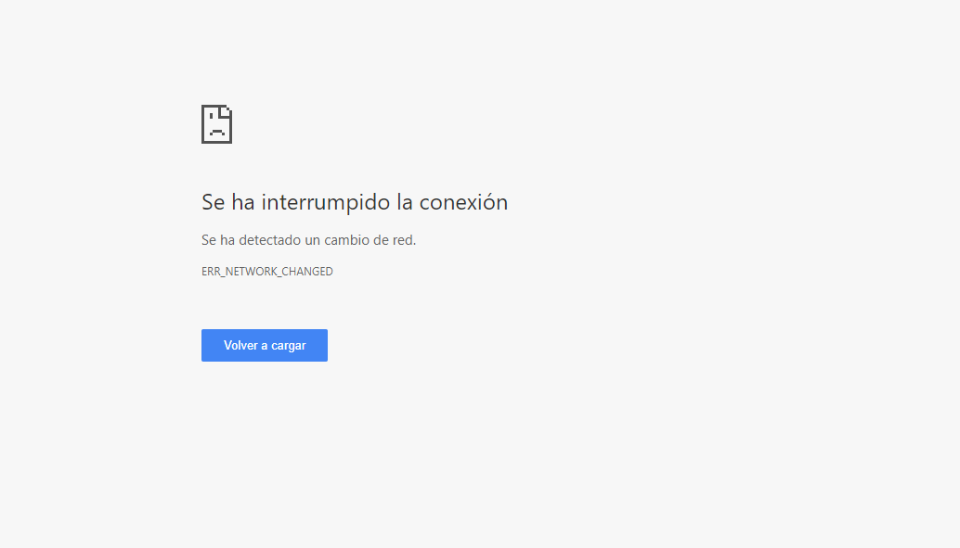 Se ha interrumpido la conexión
Se ha detectado un cambio de red.
ERR_NETWORK_CHANGED
Volver a cargar